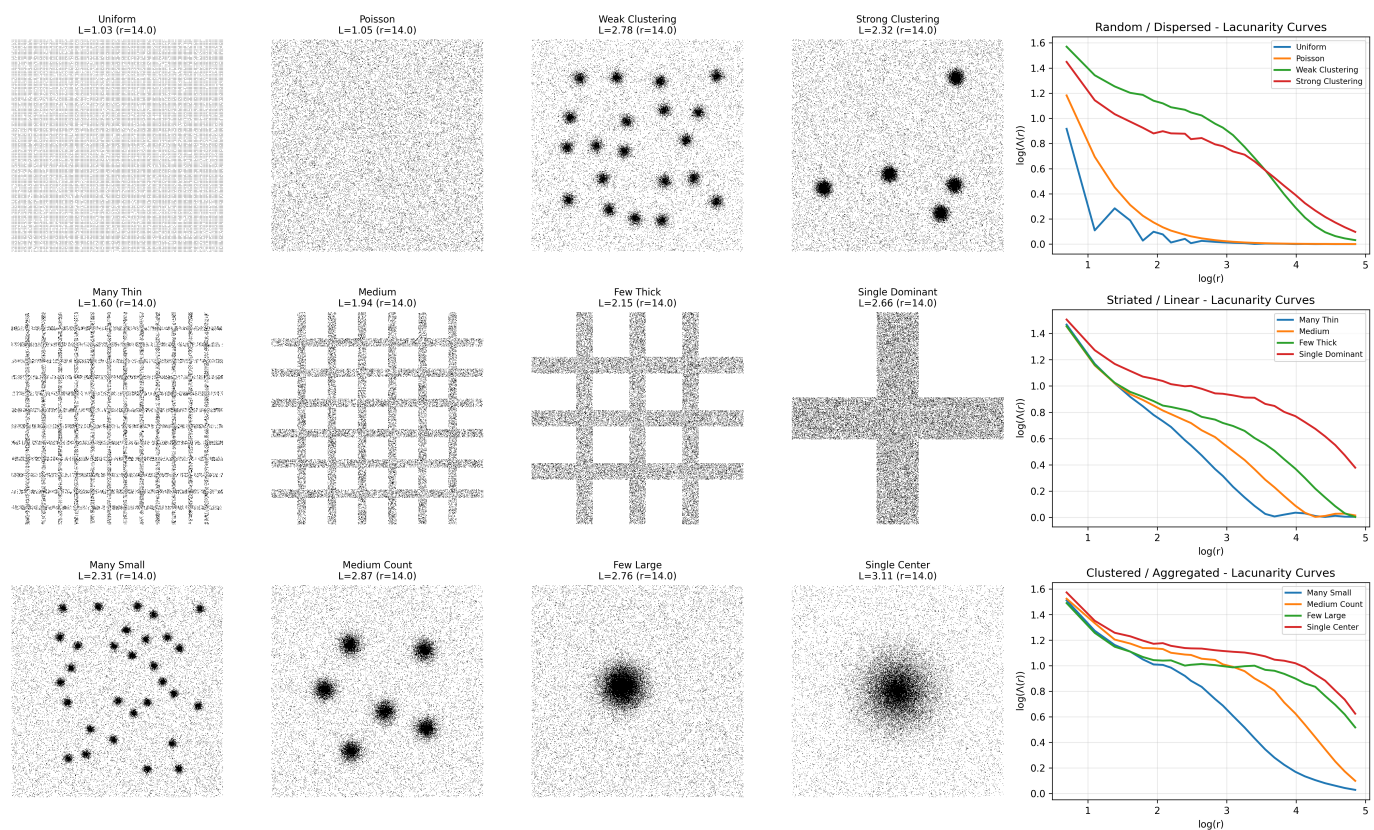 Uniform
L=1.03 (r=14.0)
Poisson
L=1.05 (r=14.0)
Weak Clustering
L=2.78 (r=14.0)
Strong Clustering
L=2.32 (r=14.0)
Random / Dispersed - Lacunarity Curves
1.6
1.4
1.2
1.0
0.8
0.6
0.4
0.2
0.0
log(Λ(r))
Uniform
Poisson
Weak Clustering
Strong Clustering
1
2
3
4
5
log(r)
Many Thin
L=1.60 (r=14.0)
Medium
L=1.94 (r=14.0)
Few Thick
L=2.15 (r=14.0)
Single Dominant
L=2.66 (r=14.0)
Striated / Linear - Lacunarity Curves
1.4
1.2
1.0
0.8
0.6
0.4
0.2
0.0
log(Λ(r))
Many Thin
Medium
Few Thick
Single Dominant
1
2
3
4
5
log(r)
Many Small
L=2.31 (r=14.0)
Medium Count
L=2.87 (r=14.0)
Few Large
L=2.76 (r=14.0)
Single Center
L=3.11 (r=14.0)
Clustered / Aggregated - Lacunarity Curves
1.6
1.4
1.2
1.0
0.8
0.6
0.4
0.2
0.0
log(Λ(r))
Many Small
Medium Count
Few Large
Single Center
1
2
3
4
5
log(r)